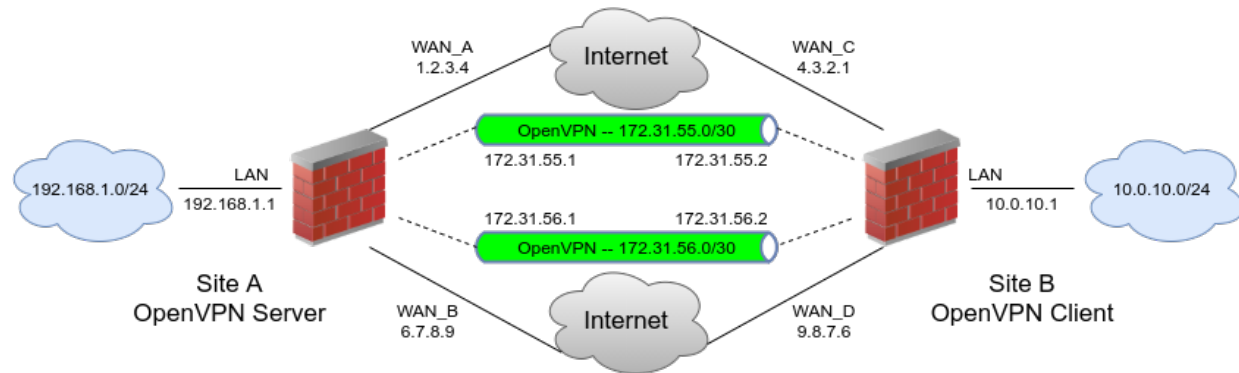 WAN_A
1.2.3.4
Internet
WAN_C
4.3.2.1
OpenVPN -- 172.31.55.0/30
172.31.55.1
172.31.55.2
192.168.1.0/24
LAN
192.168.1.1
LAN
10.0.10.1
10.0.10.0/24
172.31.56.1
172.31.56.2
OpenVPN -- 172.31.56.0/30
Site A
OpenVPN Server
Site B
OpenVPN Client
WAN_B
6.7.8.9
Internet
WAN_D
9.8.7.6